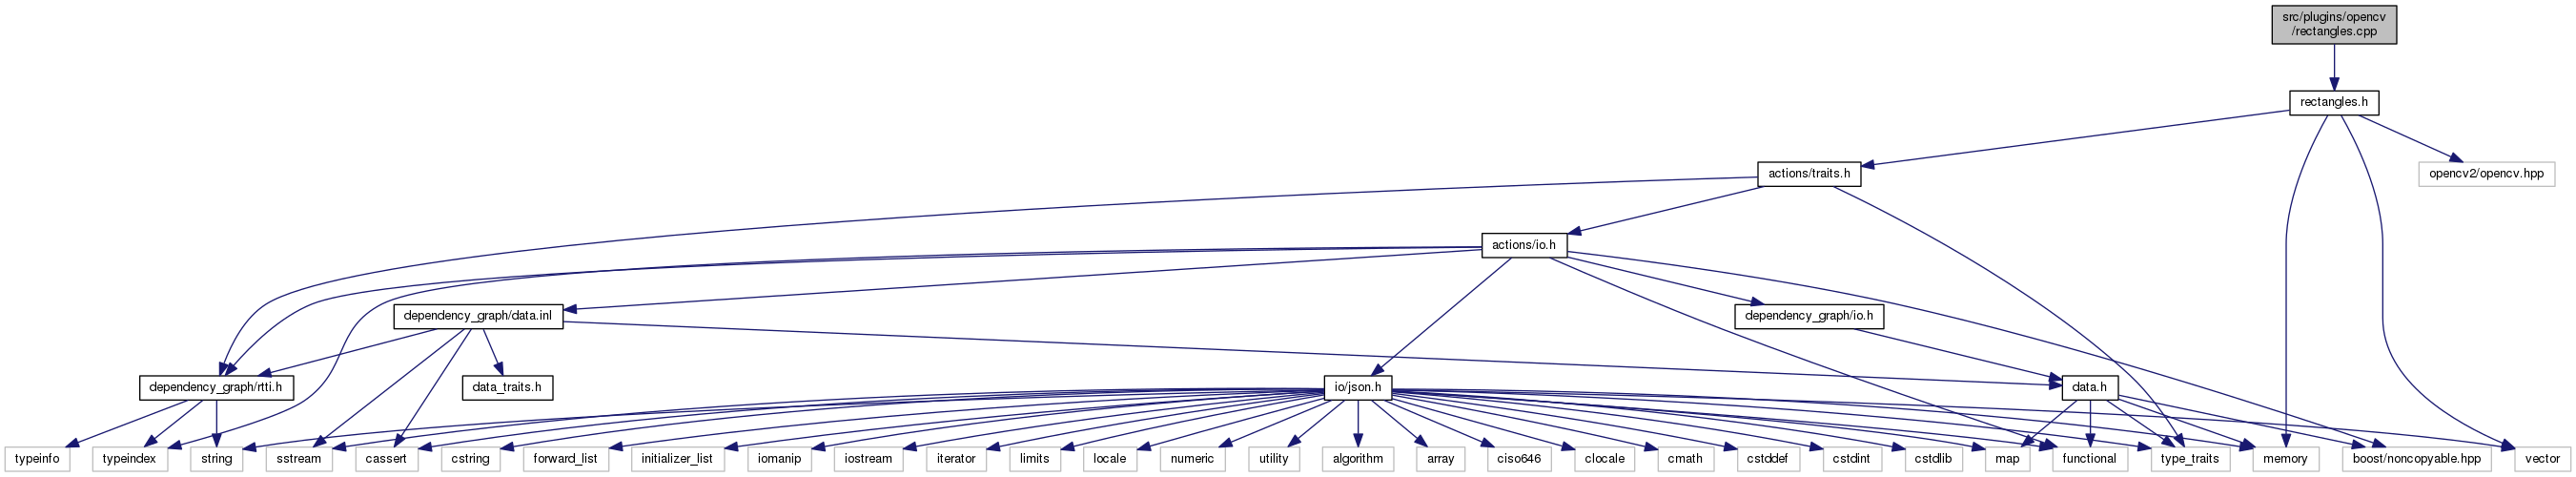 src/plugins/opencv
/rectangles.cpp
rectangles.h
actions/traits.h
opencv2/opencv.hpp
actions/io.h
dependency_graph/data.inl
dependency_graph/io.h
dependency_graph/rtti.h
data_traits.h
io/json.h
data.h
typeinfo
typeindex
string
sstream
cassert
cstring
forward_list
initializer_list
iomanip
iostream
iterator
limits
locale
numeric
utility
algorithm
array
ciso646
clocale
cmath
cstddef
cstdint
cstdlib
map
functional
type_traits
memory
boost/noncopyable.hpp
vector